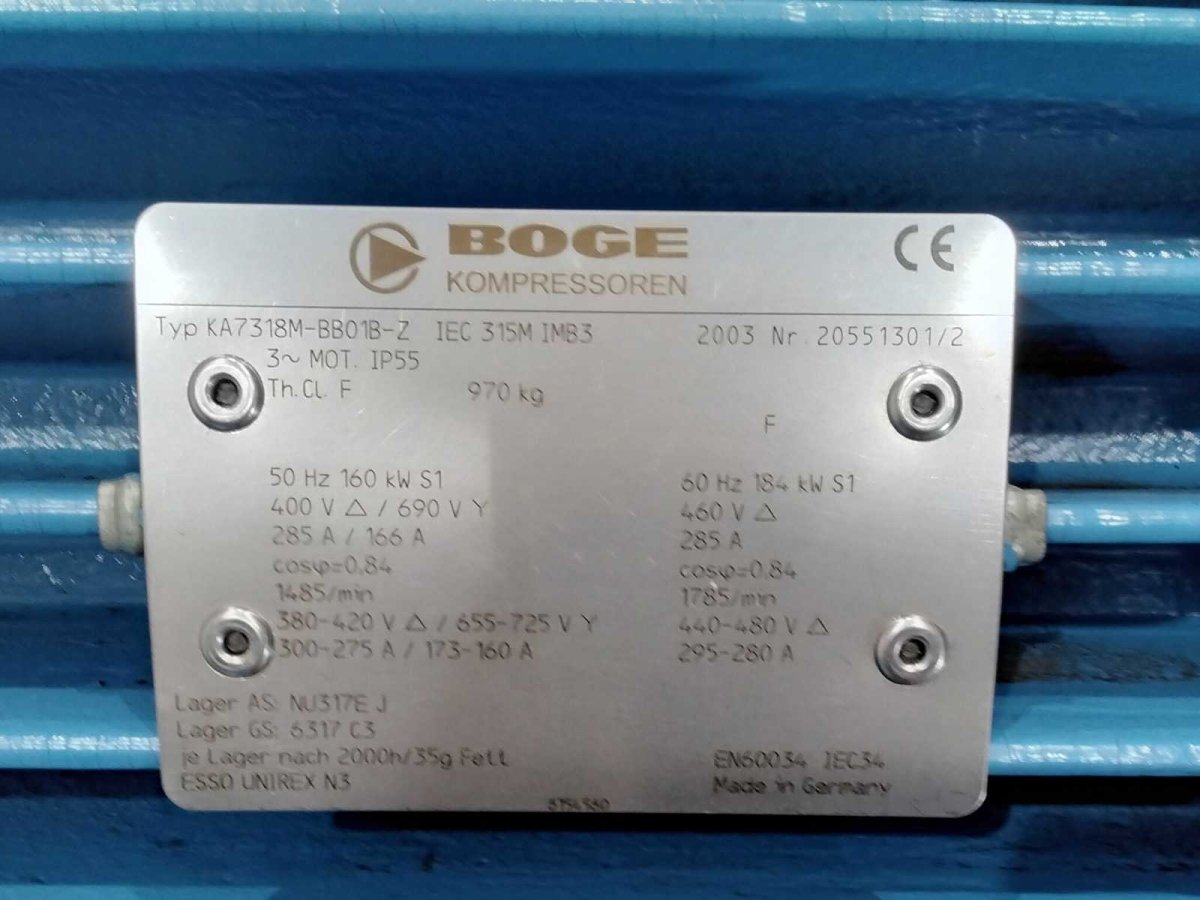 BOGE
KOMPRESSOREN
CE
Typ KA7318M-BB01B-Z IEC 315M IMB3 2003 Nr. 20551301/2
3~ MOT. IP55
Th.Cl. F 970 kg
F
50 Hz 160 kW S1
400 V △ / 690 V Y
285 A / 166 A
cosφ=0.84
1485/min
380-420 V △ / 655-725 V Y
300-275 A / 173-160 A
60 Hz 184 kW S1
460 V △
285 A
cosφ=0.84
1785/min
440-480 V △
295-280 A
Lager AS: NU317E J
Lager GS: 6317 C3
je Lager nach 2000h/35g Fett
ESSO UNIREX N3
EN60034 IEC34
Made in Germany